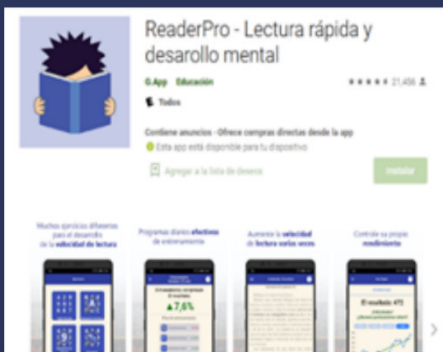 ReaderPro - Lectura rápida y
desarollo mental
G.App Educación
21,456
E Todos
Contiene anuncios · Ofrece compras directas desde la app
Esta app está disponible para tu dispositivo
Agregar a la lista de deseos
Instalar
Muchos ejercicios diferentes
para el desarrollo
de la velocidad de lectura
Programas diarios efectivos
de entrenamiento
Aumente la velocidad
de lectura varias veces
Controle su propio
rendimiento
▲7,6%
El resultado: 471